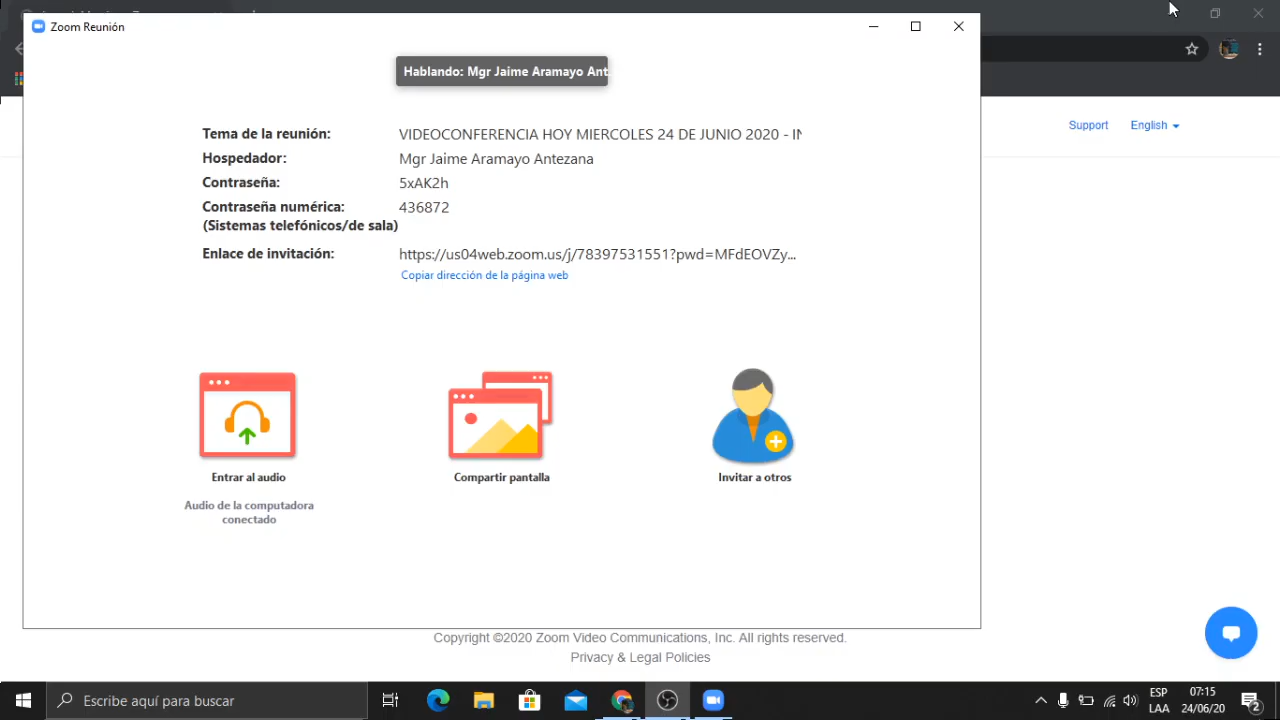 Zoom Reunión
Hablando: Mgr Jaime Aramayo Ant
Support English
Tema de la reunión: VIDEOCONFERENCIA HOY MIERCOLES 24 DE JUNIO 2020 -
Hospedador: Mgr Jaime Aramayo Antezana
Contraseña: 5xAK2h
Contraseña numérica: 436872
(Sistemas telefónicos/de sala)
Enlace de invitación: https://us04web.zoom.us/j/78397531551?pwd=MFdEOVZy...
Copiar dirección de la página web
Entrar al audio
Compartir pantalla
Invitar a otros
Audio de la computadora
conectado
Copyright ©2020 Zoom Video Communications, Inc. All rights reserved.
Privacy & Legal Policies
Escribe aquí para buscar
ESP 07:15
LAA 24/06/20
2